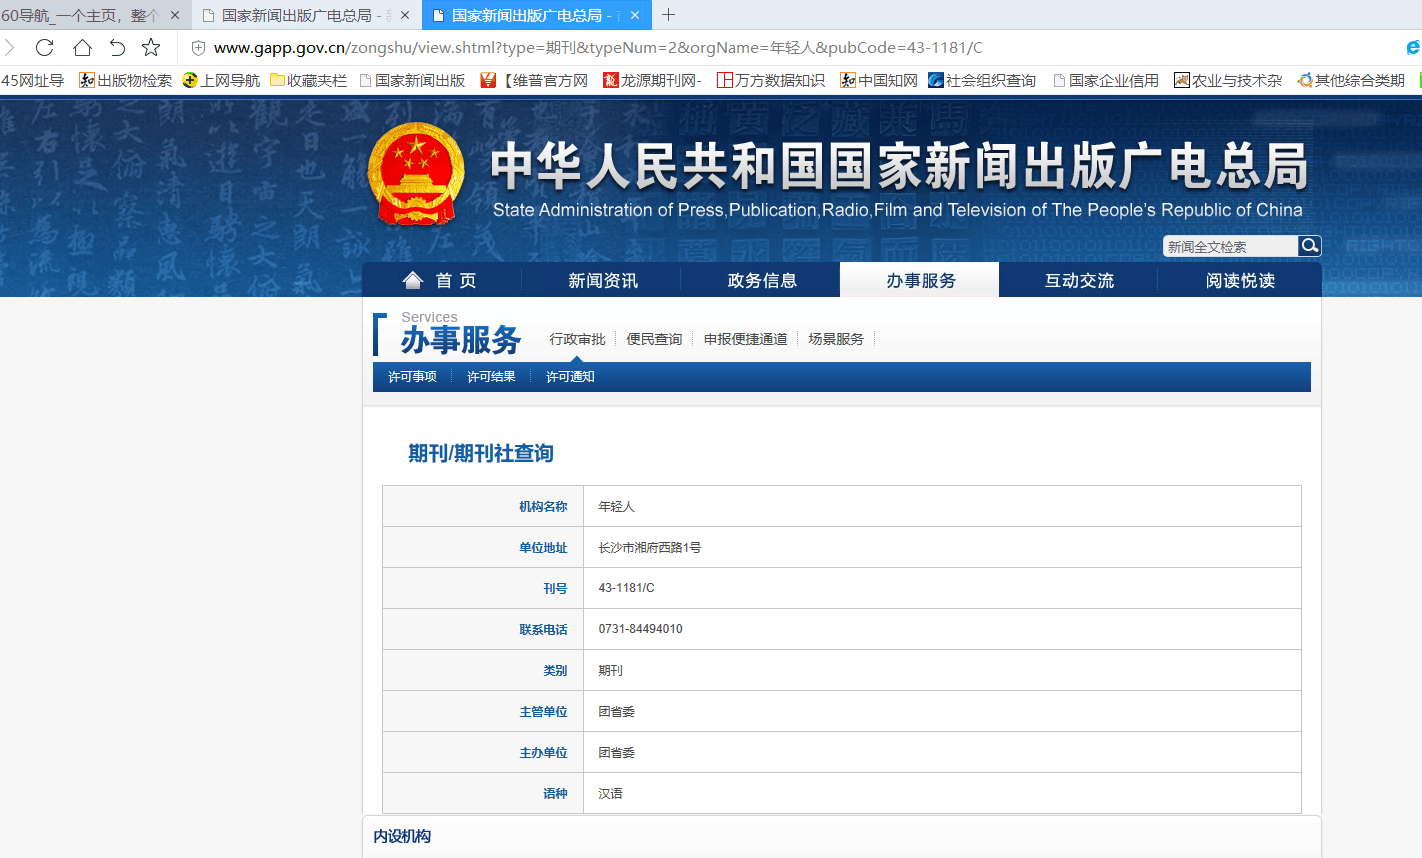 60导航_一个主页，整个
国家新闻出版广电总局 -
国家新闻出版广电总局 -
www.gapp.gov.cn/zongshu/view.shtml?type=期刊&typeNum=2&orgName=年轻人&pubCode=43-1181/C
45网址导 出版物检索 上网导航 收藏夹栏 国家新闻出版 【维普官方网 龙源期刊网- 万方数据知识 中国知网 社会组织查询 国家企业信用 农业与技术杂 其他综合类期
中华人民共和国国家新闻出版广电总局
State Administration of Press,Publication,Radio,Film and Television of The People's Republic of China
新闻全文检索
首 页 新闻资讯 政务信息 办事服务 互动交流 阅读悦读
Services
办事服务 行政审批 便民查询 申报便捷通道 场景服务
许可事项 许可结果 许可通知
期刊/期刊社查询
机构名称 年轻人
单位地址 长沙市湘府西路1号
刊号 43-1181/C
联系电话 0731-84494010
类别 期刊
主管单位 团省委
主办单位 团省委
语种 汉语
内设机构